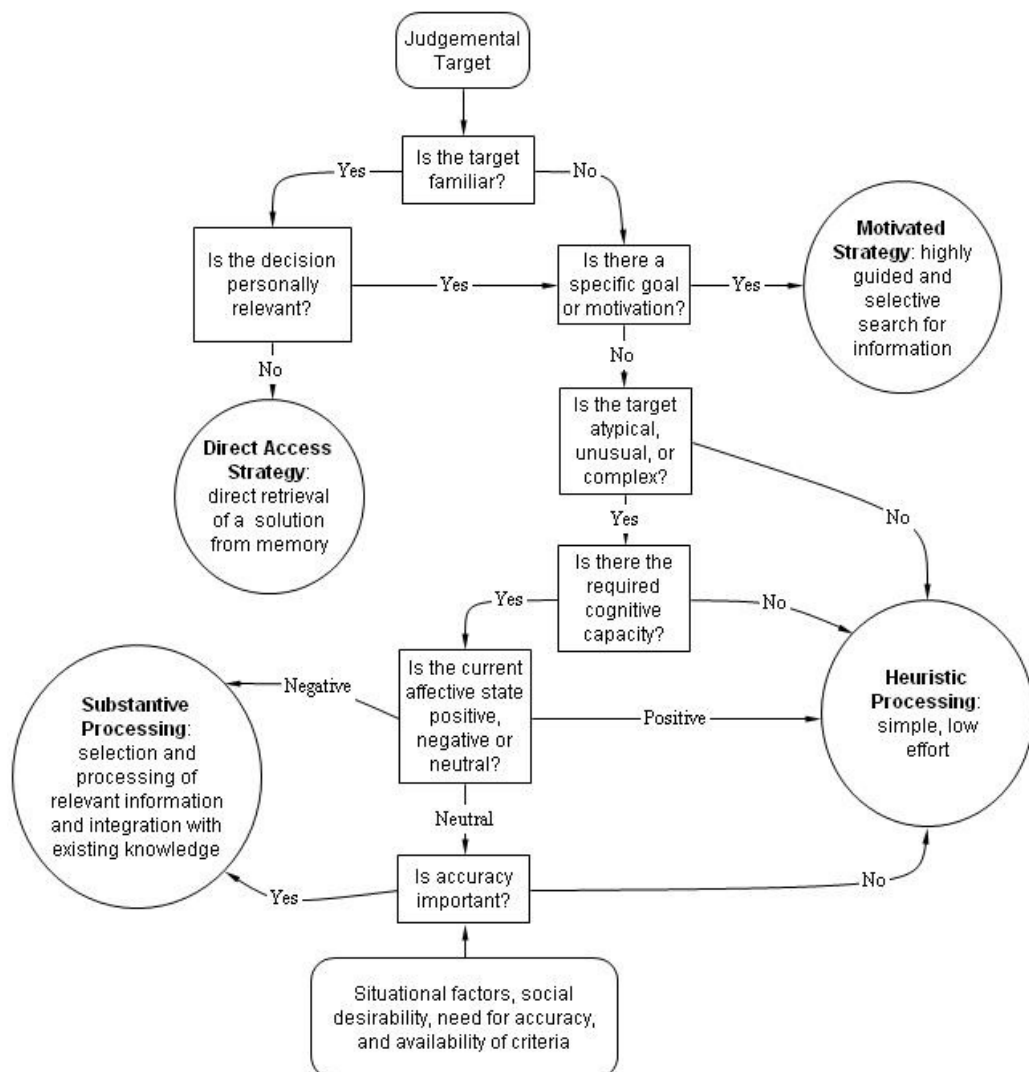 Judgemental
Target
Is the target
familiar?
Yes
No
Is the decision
personally
relevant?
Yes
Is there a
specific goal
or motivation?
Yes
Motivated
Strategy: highly
guided and
selective
search for
information
No
No
Direct Access
Strategy:
direct retrieval
of a solution
from memory
Is the target
atypical,
unusual, or
complex?
No
Yes
Is there the
required
cognitive
capacity?
Yes
No
Is the current
affective state
positive,
negative or
neutral?
Negative
Positive
Substantive
Processing:
selection and
processing of
relevant information
and integration with
existing knowledge
Heuristic
Processing:
simple, low
effort
Neutral
Is accuracy
important?
Yes
No
Situational factors, social
desirability, need for accuracy,
and availability of criteria